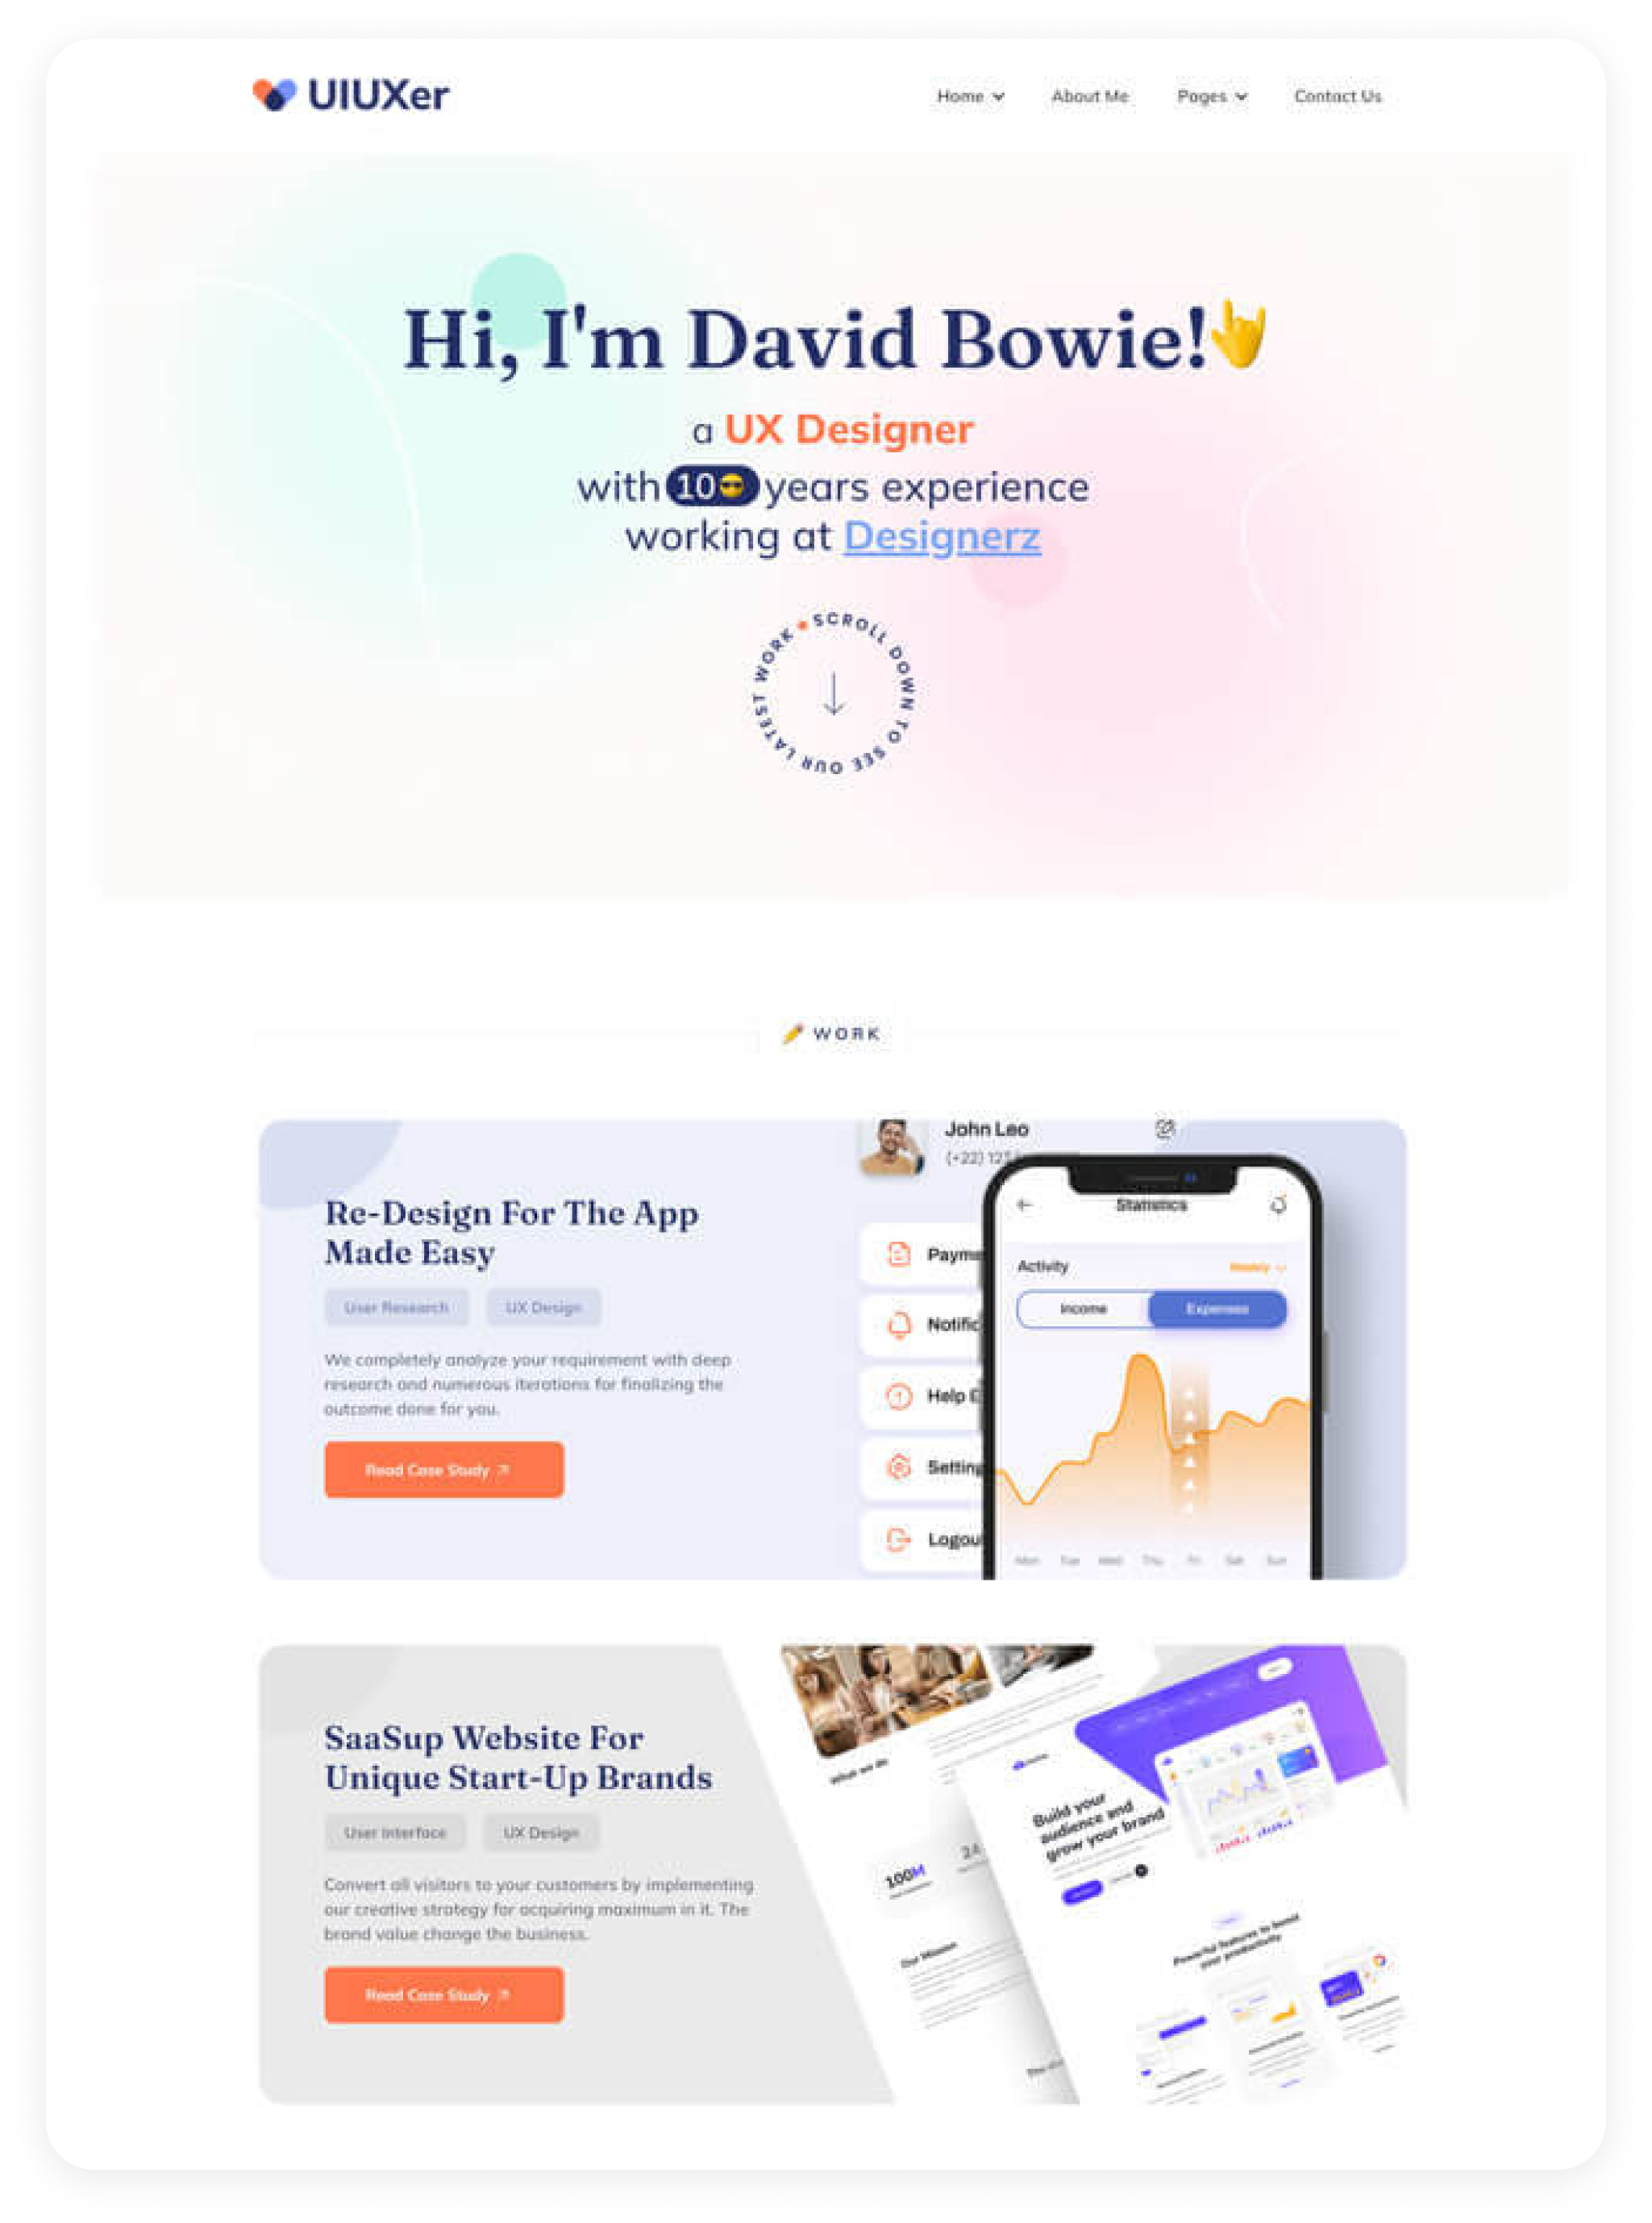 UIUXer
Home
About Me
Pages
Contact Us
Hi, I'm David Bowie!🤘
a UX Designer
with 10😎 years experience
working at Designerz
SCROLL DOWN TO SEE OUR LATEST WORK
✏️ WORK
Re-Design For The App
Made Easy
User Research
UX Design
We completely analyze your requirement with deep
research and numerous iterations for finalizing the
outcome done for you.
Read Case Study
John Leo
(+22) 123
Payme
Notific
Help
Setting
Logou
Statistics
Activity
Weekly
Income
Expenses
Mon Tue Wed Thu Fri Sat Sun
SaaSup Website For
Unique Start-Up Brands
User Interface
UX Design
Convert all visitors to your customers by implementing
our creative strategy for acquiring maximum in it. The
brand value change the business.
Read Case Study
What we do
100M
24
Our Mission
Build your
audience and
grow your brand
Powerful features to boost
your productivity